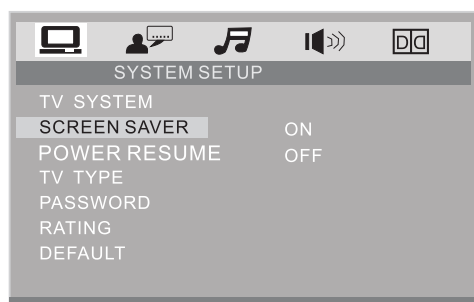 SYSTEM SETUP
TV SYSTEM
SCREEN SAVER ON
POWER RESUME OFF
TV TYPE
PASSWORD
RATING
DEFAULT